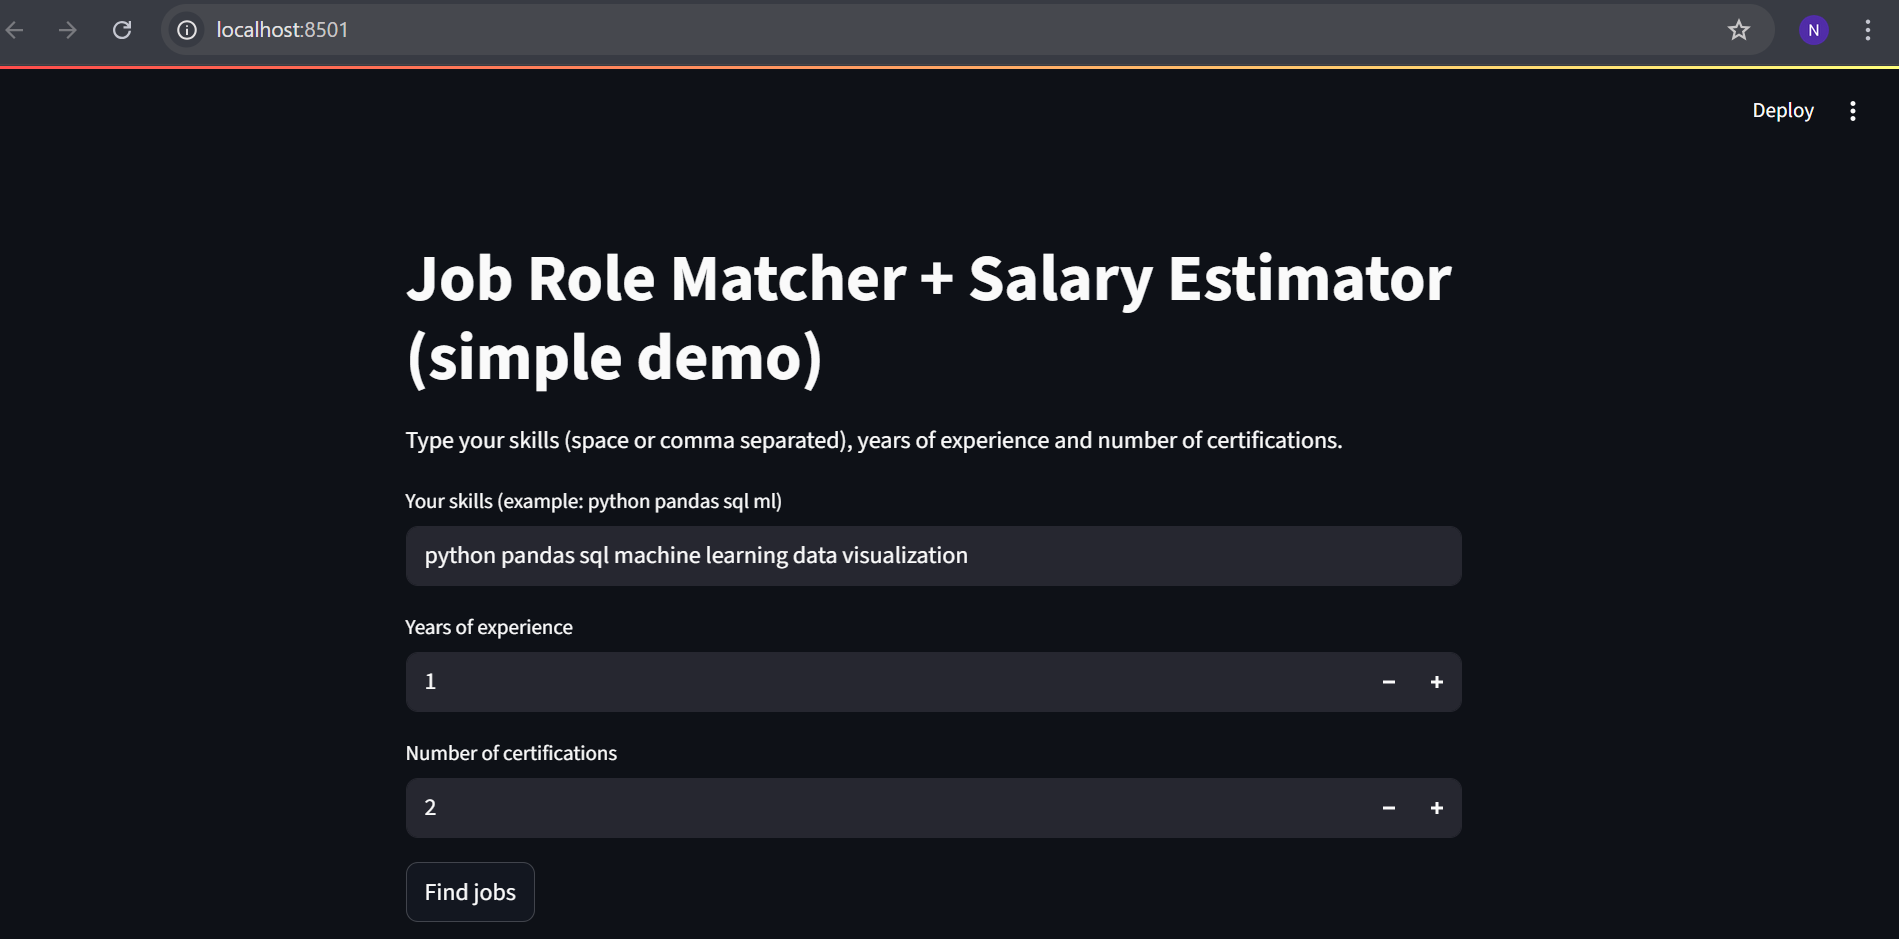 localhost:8501
N
Deploy
Job Role Matcher + Salary Estimator
(simple demo)
Type your skills (space or comma separated), years of experience and number of certifications.
Your skills (example: python pandas sql ml)
python pandas sql machine learning data visualization
Years of experience
1
Number of certifications
2
Find jobs